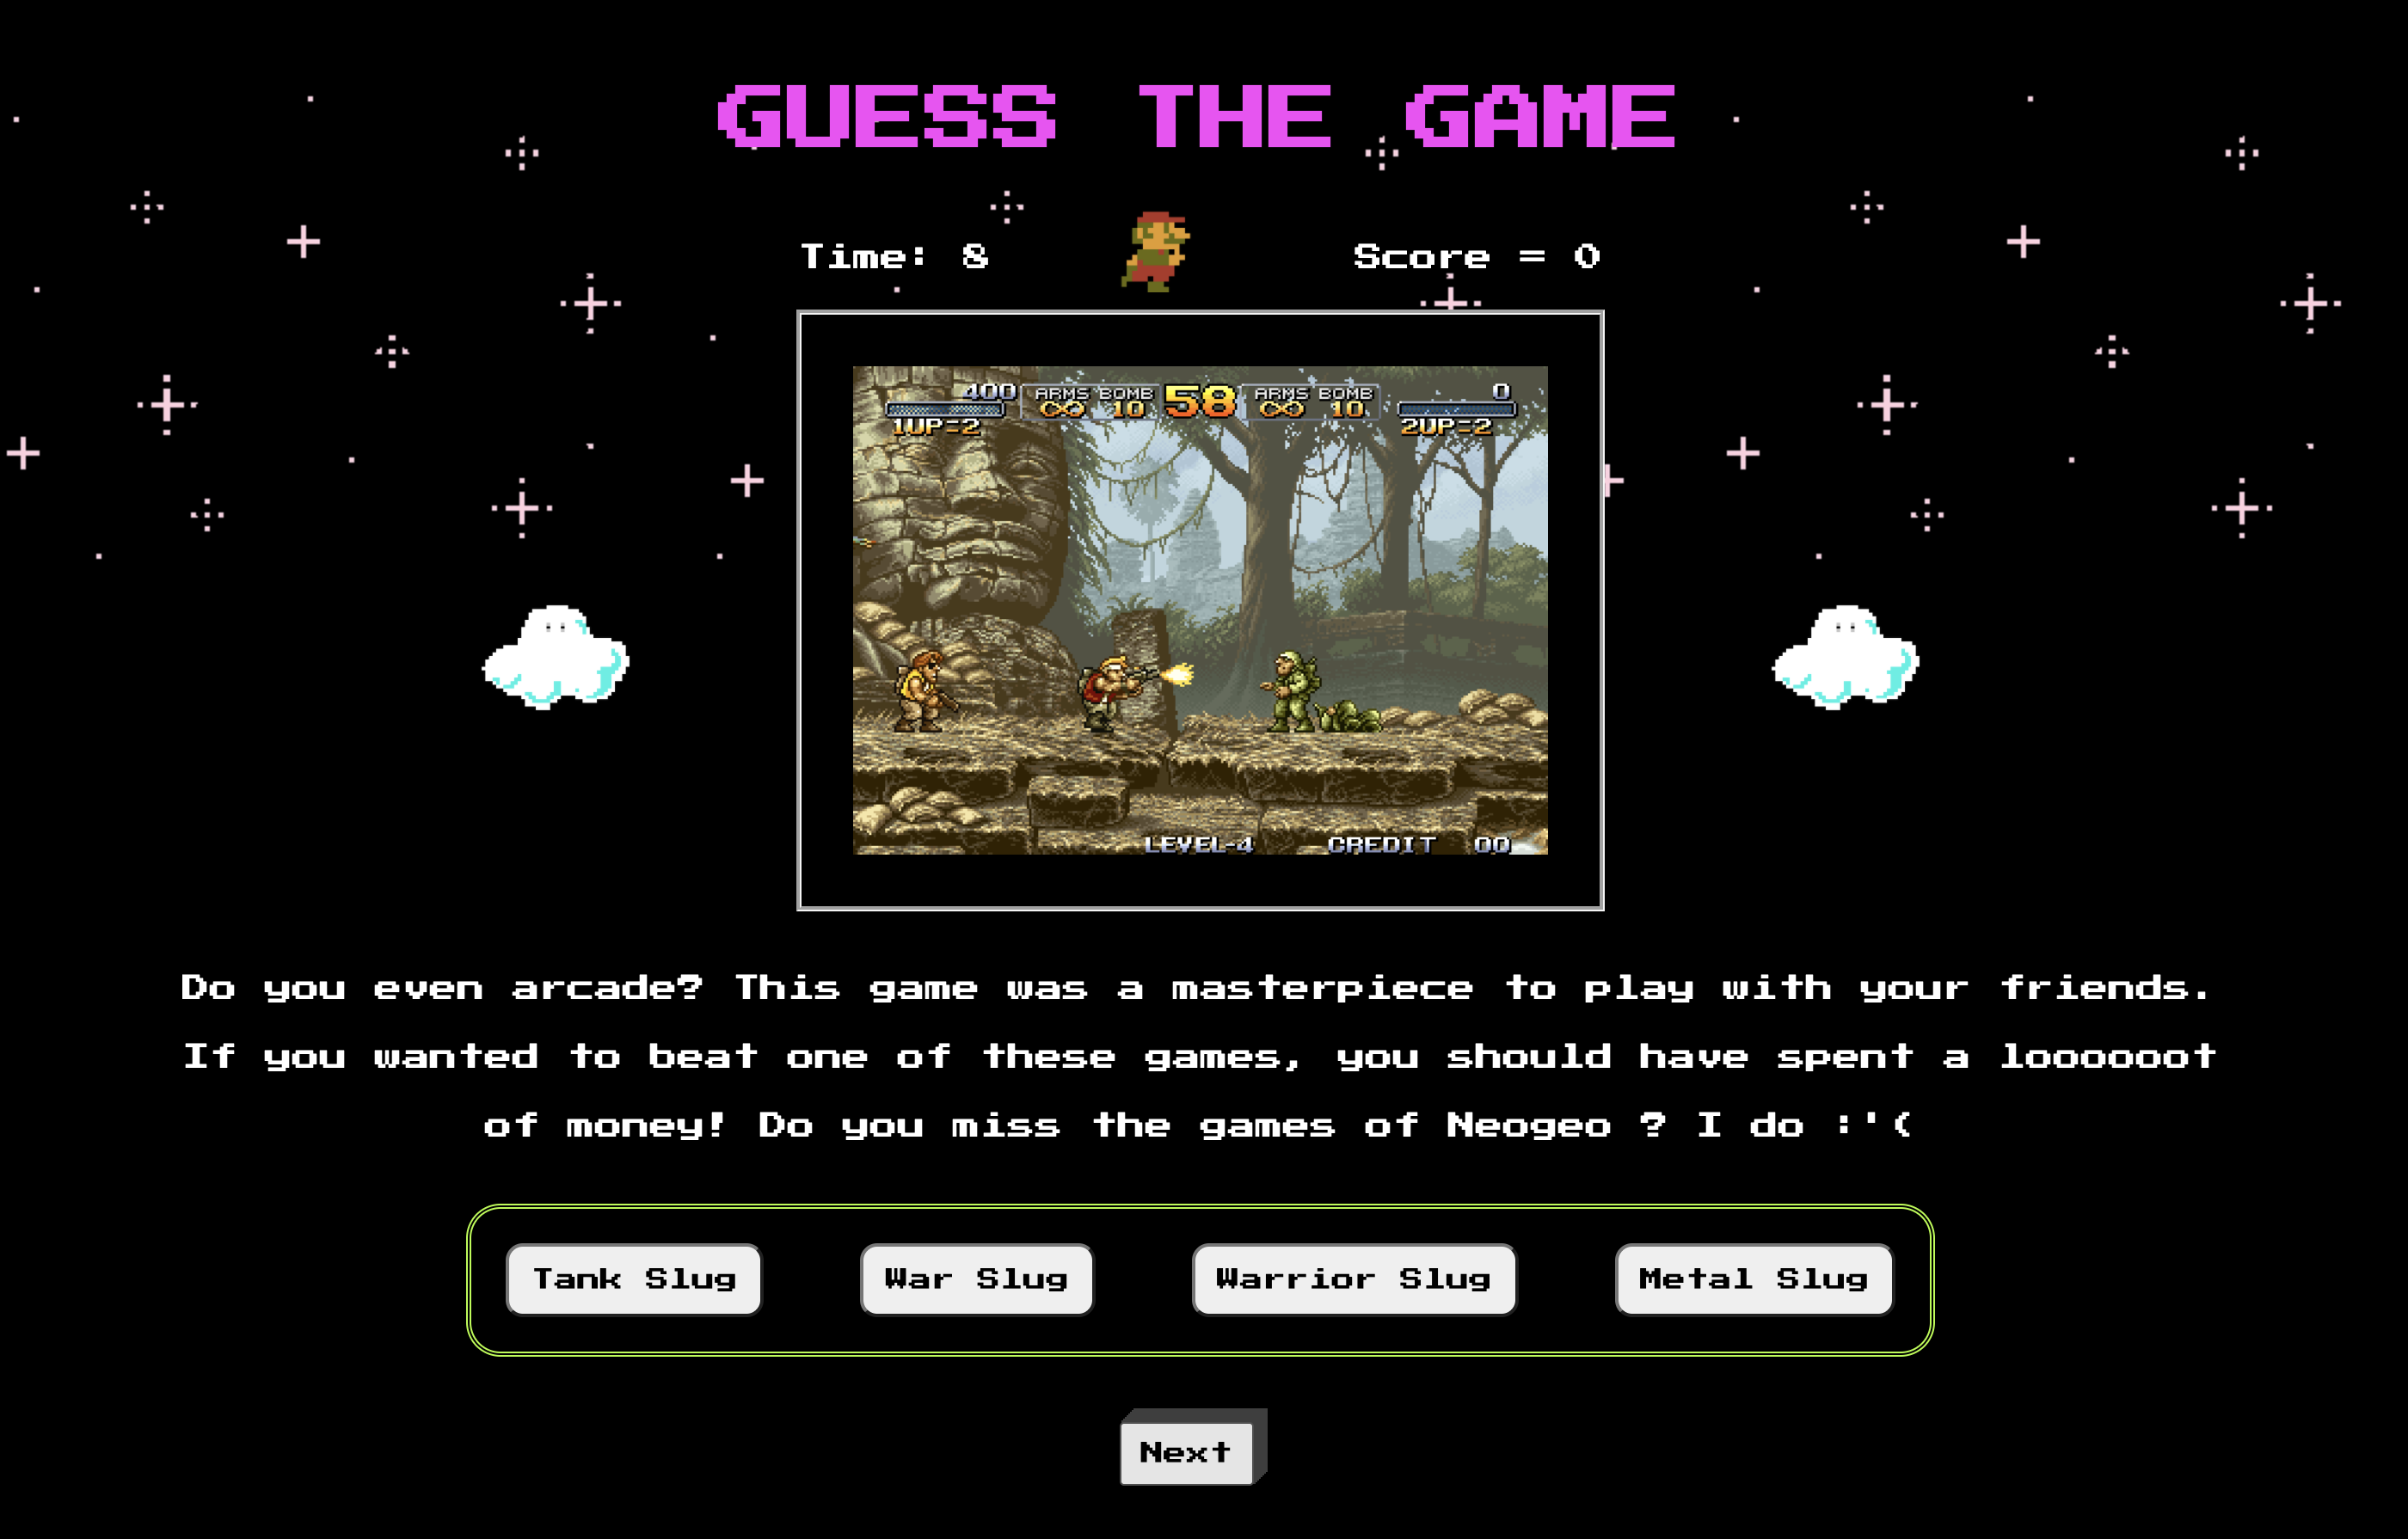 GUESS THE GAME
Time: 8 Score = 0
400 ARMS BOMB 58 ARMS BOMB 0
∞ 10 ∞ 10
1UP=2 2UP=2
LEVEL-4 CREDIT 00
Do you even arcade? This game was a masterpiece to play with your friends.
If you wanted to beat one of these games, you should have spent a looooooot
of money! Do you miss the games of Neogeo ? I do :'(
Tank Slug War Slug Warrior Slug Metal Slug
Next